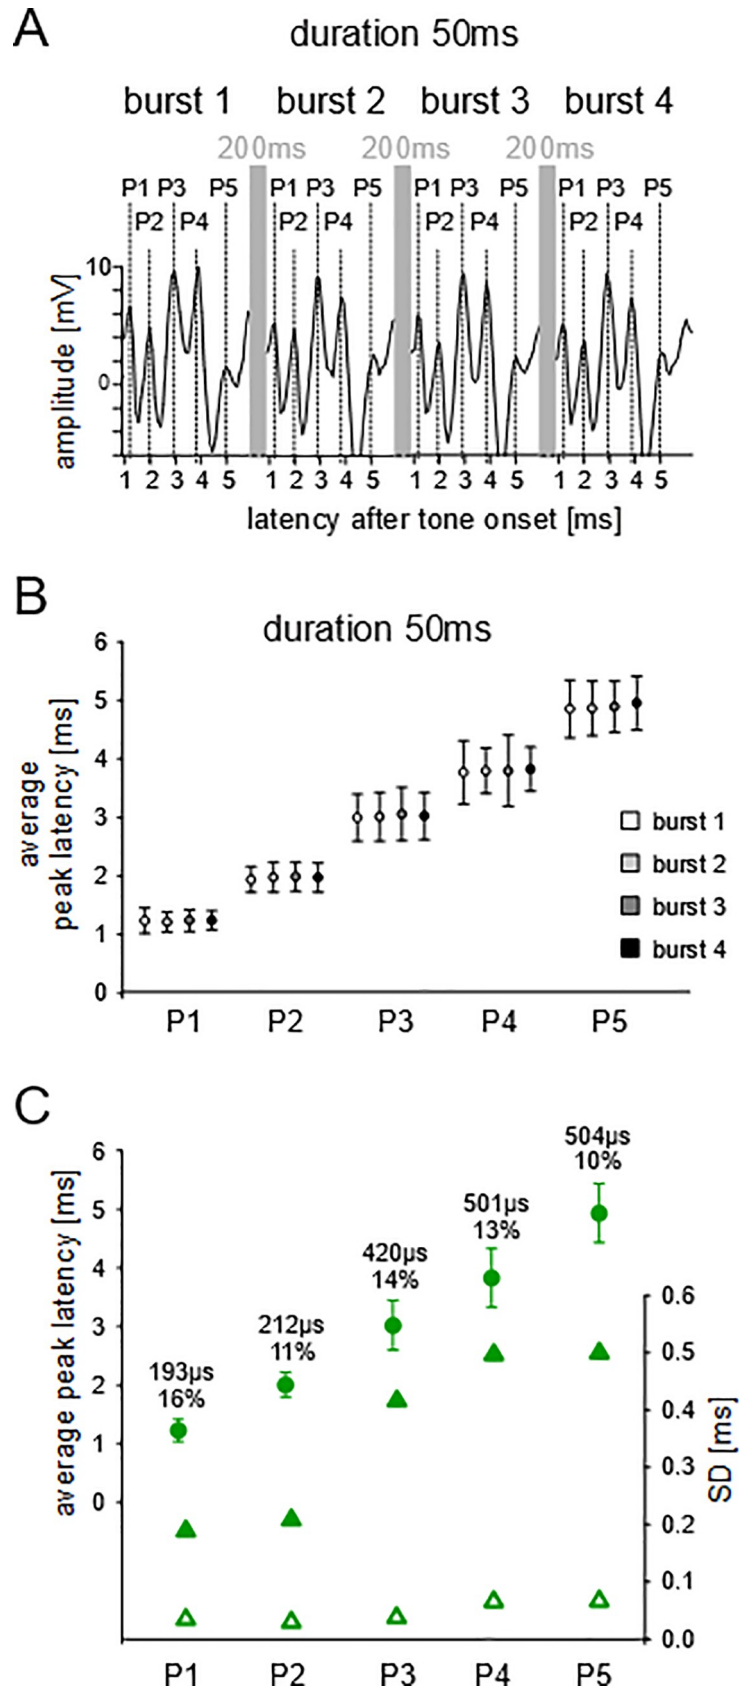 A
duration 50ms
burst 1 burst 2 burst 3 burst 4
200ms 200ms 200ms
P1 P3 P5 P1 P3 P5 P1 P3 P5 P1 P3 P5
P2 P4 P2 P4 P2 P4 P2 P4
amplitude [mV]
10
0
1 2 3 4 5 1 2 3 4 5 1 2 3 4 5 1 2 3 4 5
latency after tone onset [ms]
B
duration 50ms
average
peak latency [ms]
6
5
4
3
2
1
0
burst 1
burst 2
burst 3
burst 4
P1 P2 P3 P4 P5
C
average peak latency [ms]
6
5
4
3
2
1
0
193µs
16%
212µs
11%
420µs
14%
501µs
13%
504µs
10%
0.6
0.5
0.4
0.3
0.2
0.1
0.0
SD [ms]
P1 P2 P3 P4 P5